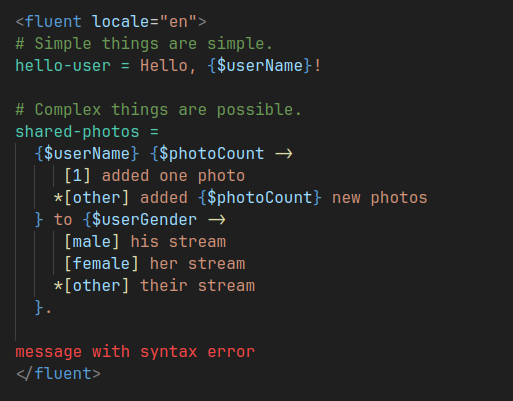 <fluent locale="en">
# Simple things are simple.
hello-user = Hello, {$userName}!
# Complex things are possible.
shared-photos =
  {$userName} {$photoCount ->
     [1] added one photo
    *[other] added {$photoCount} new photos
  } to {$userGender ->
     [male] his stream
     [female] her stream
    *[other] their stream
  }.
message with syntax error
</fluent>